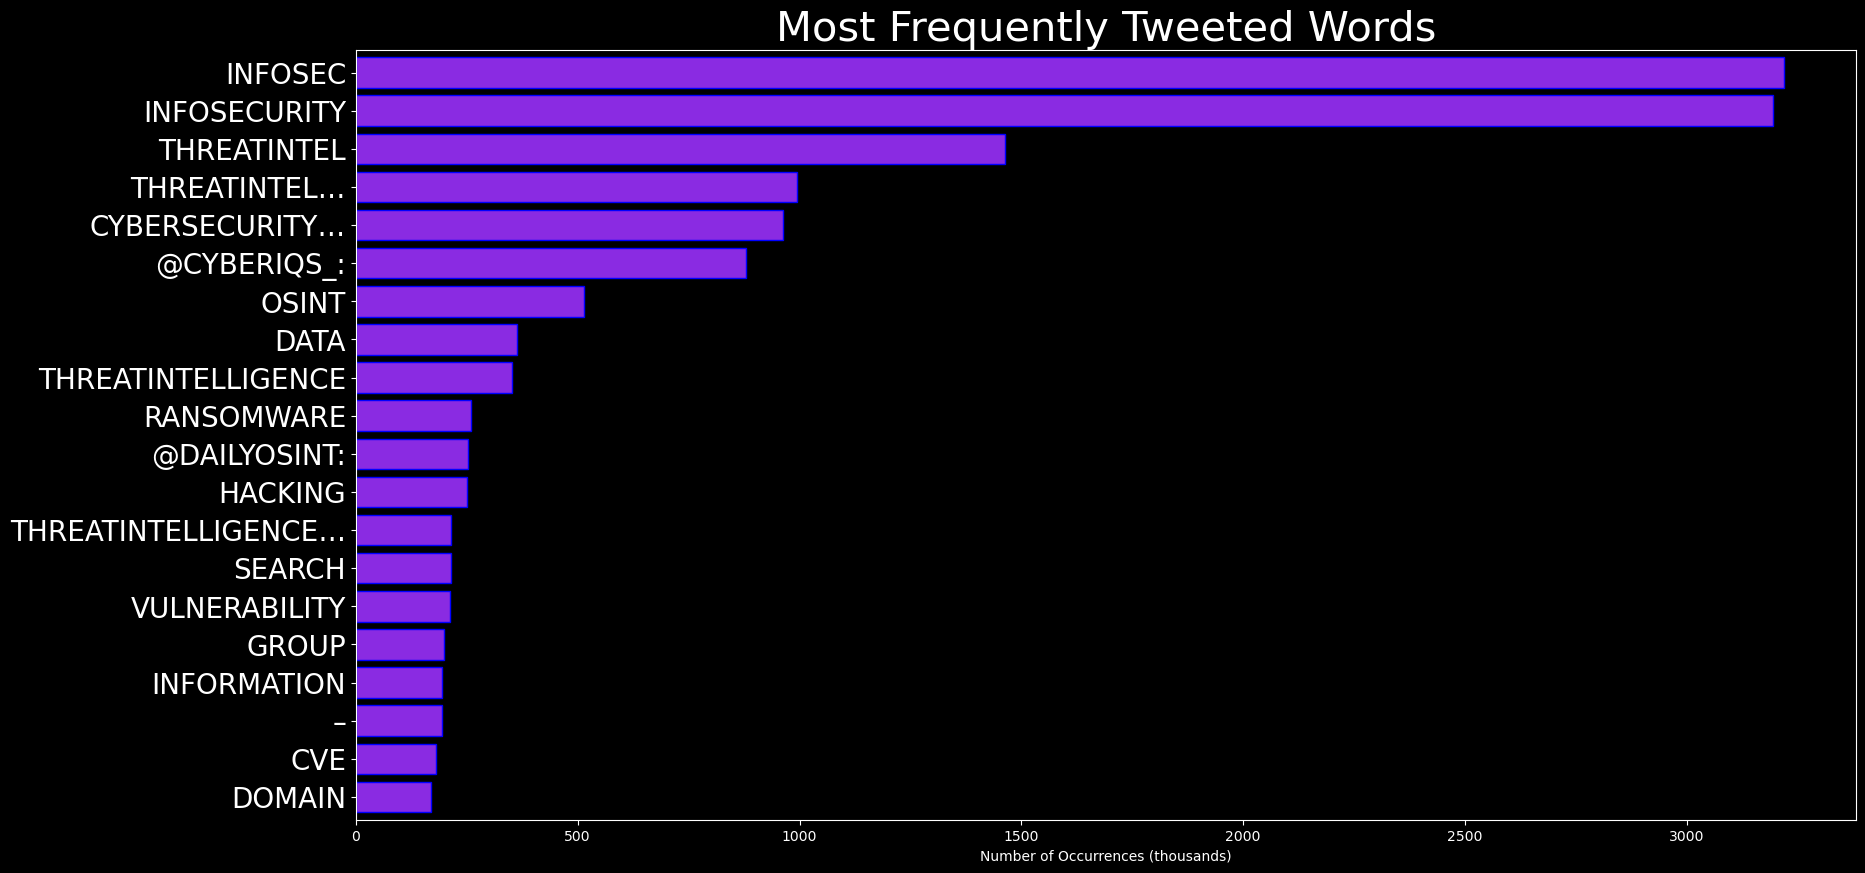 Most Frequently Tweeted Words
INFOSEC
INFOSECURITY
THREATINTEL
THREATINTEL…
CYBERSECURITY…
@CYBERIQS_:
OSINT
DATA
THREATINTELLIGENCE
RANSOMWARE
@DAILYOSINT:
HACKING
THREATINTELLIGENCE…
SEARCH
VULNERABILITY
GROUP
INFORMATION
–
CVE
DOMAIN
0 500 1000 1500 2000 2500 3000
Number of Occurrences (thousands)